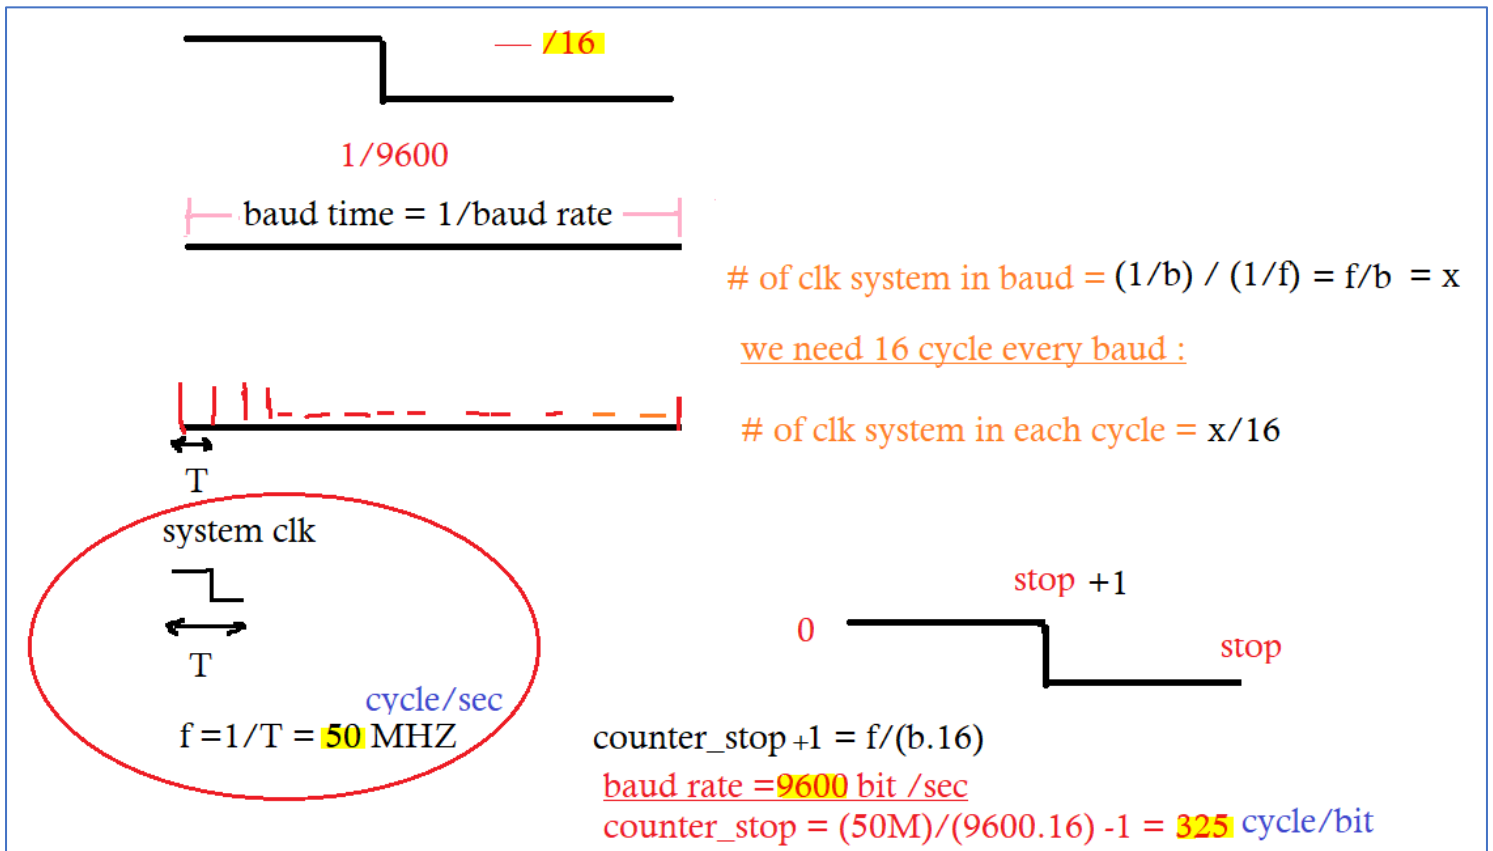 — /16
1/9600
baud time = 1/baud rate
# of clk system in baud = (1/b) / (1/f) = f/b = x
we need 16 cycle every baud :
# of clk system in each cycle = x/16
T
system clk
T
cycle/sec
f =1/T = 50 MHZ
stop +1
0
stop
counter_stop +1 = f/(b.16)
baud rate =9600 bit /sec
counter_stop = (50M)/(9600.16) -1 = 325 cycle/bit